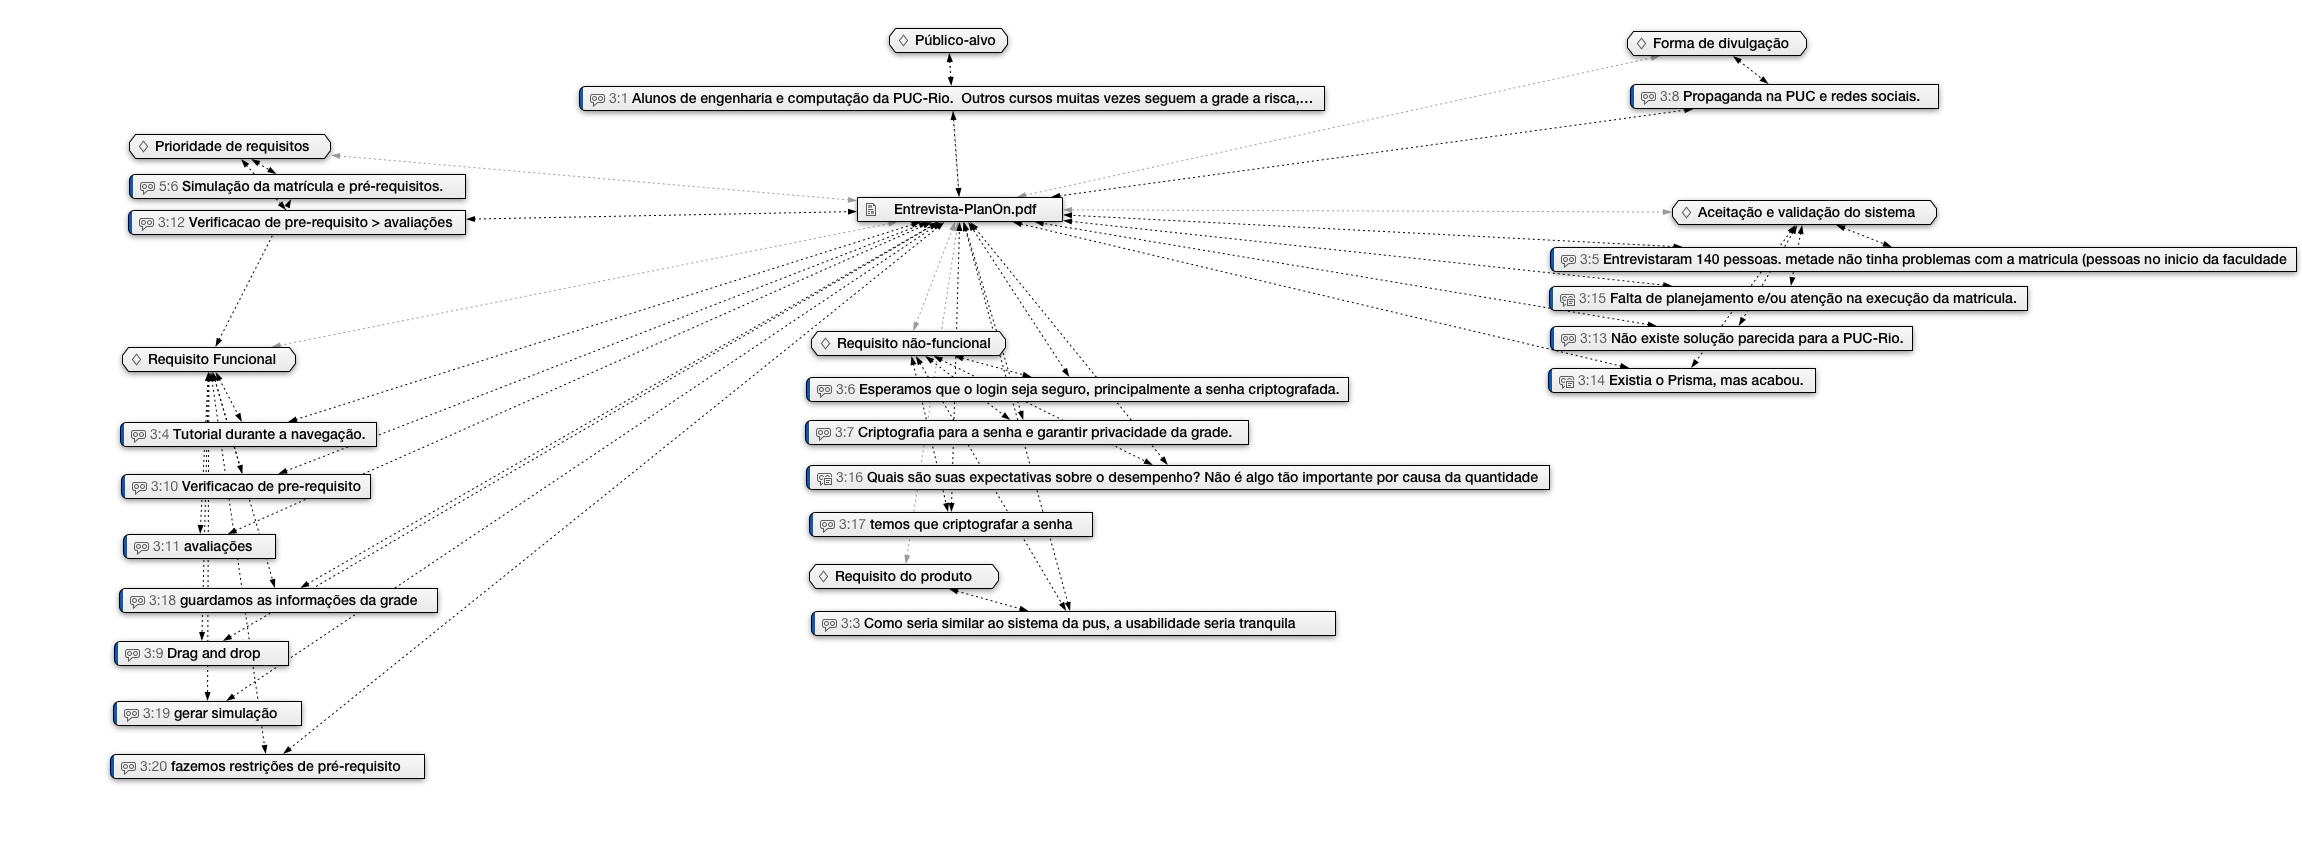 Público-alvo
Forma de divulgação
3:1 Alunos de engenharia e computação da PUC-Rio.  Outros cursos muitas vezes seguem a grade a risca,...
3:8 Propaganda na PUC e redes sociais.
Prioridade de requisitos
5:6 Simulação da matrícula e pré-requisitos.
3:12 Verificacao de pre-requisito > avaliações
Entrevista-PlanOn.pdf
Aceitação e validação do sistema
3:5 Entrevistaram 140 pessoas. metade não tinha problemas com a matricula (pessoas no inicio da faculdade
3:15 Falta de planejamento e/ou atenção na execução da matricula.
3:13 Não existe solução parecida para a PUC-Rio.
3:14 Existia o Prisma, mas acabou.
Requisito Funcional
3:4 Tutorial durante a navegação.
3:10 Verificacao de pre-requisito
3:11 avaliações
3:18 guardamos as informações da grade
3:9 Drag and drop
3:19 gerar simulação
3:20 fazemos restrições de pré-requisito
Requisito não-funcional
3:6 Esperamos que o login seja seguro, principalmente a senha criptografada.
3:7 Criptografia para a senha e garantir privacidade da grade.
3:16 Quais são suas expectativas sobre o desempenho? Não é algo tão importante por causa da quantidade
3:17 temos que criptografar a senha
Requisito do produto
3:3 Como seria similar ao sistema da pus, a usabilidade seria tranquila